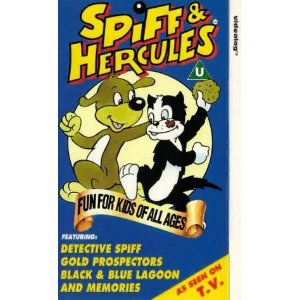 SPIFF &
HERCULES
U
videolog™
FUN FOR KIDS OF ALL AGES
FEATURING:
DETECTIVE SPIFF
GOLD PROSPECTORS
BLACK & BLUE LAGOON
AND MEMORIES
AS SEEN ON
T.V.